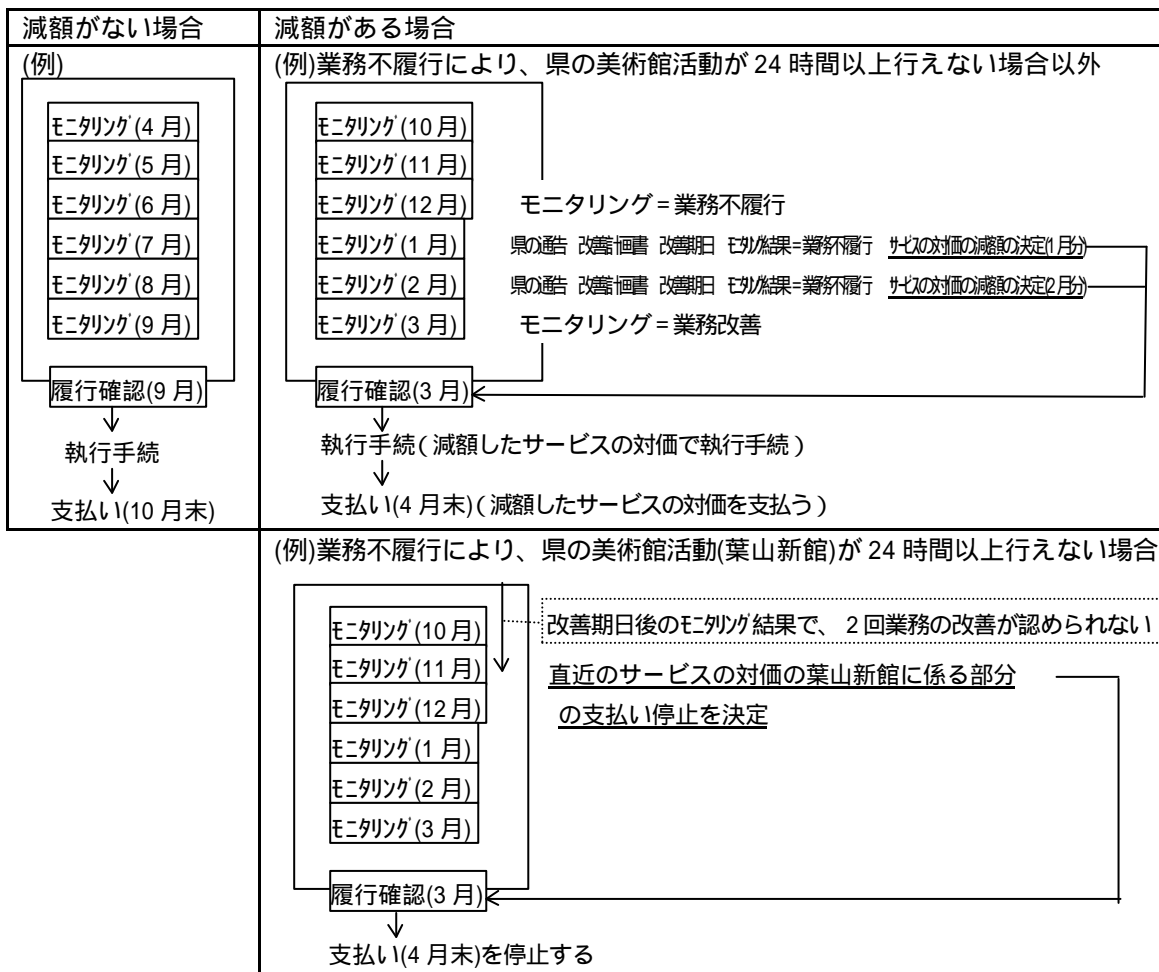 減額がない場合
減額がある場合
(例)
モニタリング(4 月)
モニタリング(5 月)
モニタリング(6 月)
モニタリング(7 月)
モニタリング(8 月)
モニタリング(9 月)
履行確認(9 月)
執行手続
支払い(10 月末)
(例)業務不履行により、県の美術館活動が 24 時間以上行えない場合以外
モニタリング(10 月)
モニタリング(11 月)
モニタリング(12 月) モニタリング = 業務不履行
モニタリング(1 月) 県の通告 改善計画書 改善期日 モニタリング結果=業務不履行 サービスの対価の減額の決定(1月分)
モニタリング(2 月) 県の通告 改善計画書 改善期日 モニタリング結果=業務不履行 サービスの対価の減額の決定(2月分)
モニタリング(3 月) モニタリング = 業務改善
履行確認(3 月)
執行手続(減額したサービスの対価で執行手続)
支払い(4 月末)(減額したサービスの対価を支払う)
(例)業務不履行により、県の美術館活動(葉山新館)が 24 時間以上行えない場合
モニタリング(10 月) 改善期日後のモニタリング結果で、2 回業務の改善が認められない
モニタリング(11 月) 直近のサービスの対価の葉山新館に係る部分
モニタリング(12 月) の支払い停止を決定
モニタリング(1 月)
モニタリング(2 月)
モニタリング(3 月)
履行確認(3 月)
支払い(4 月末)を停止する